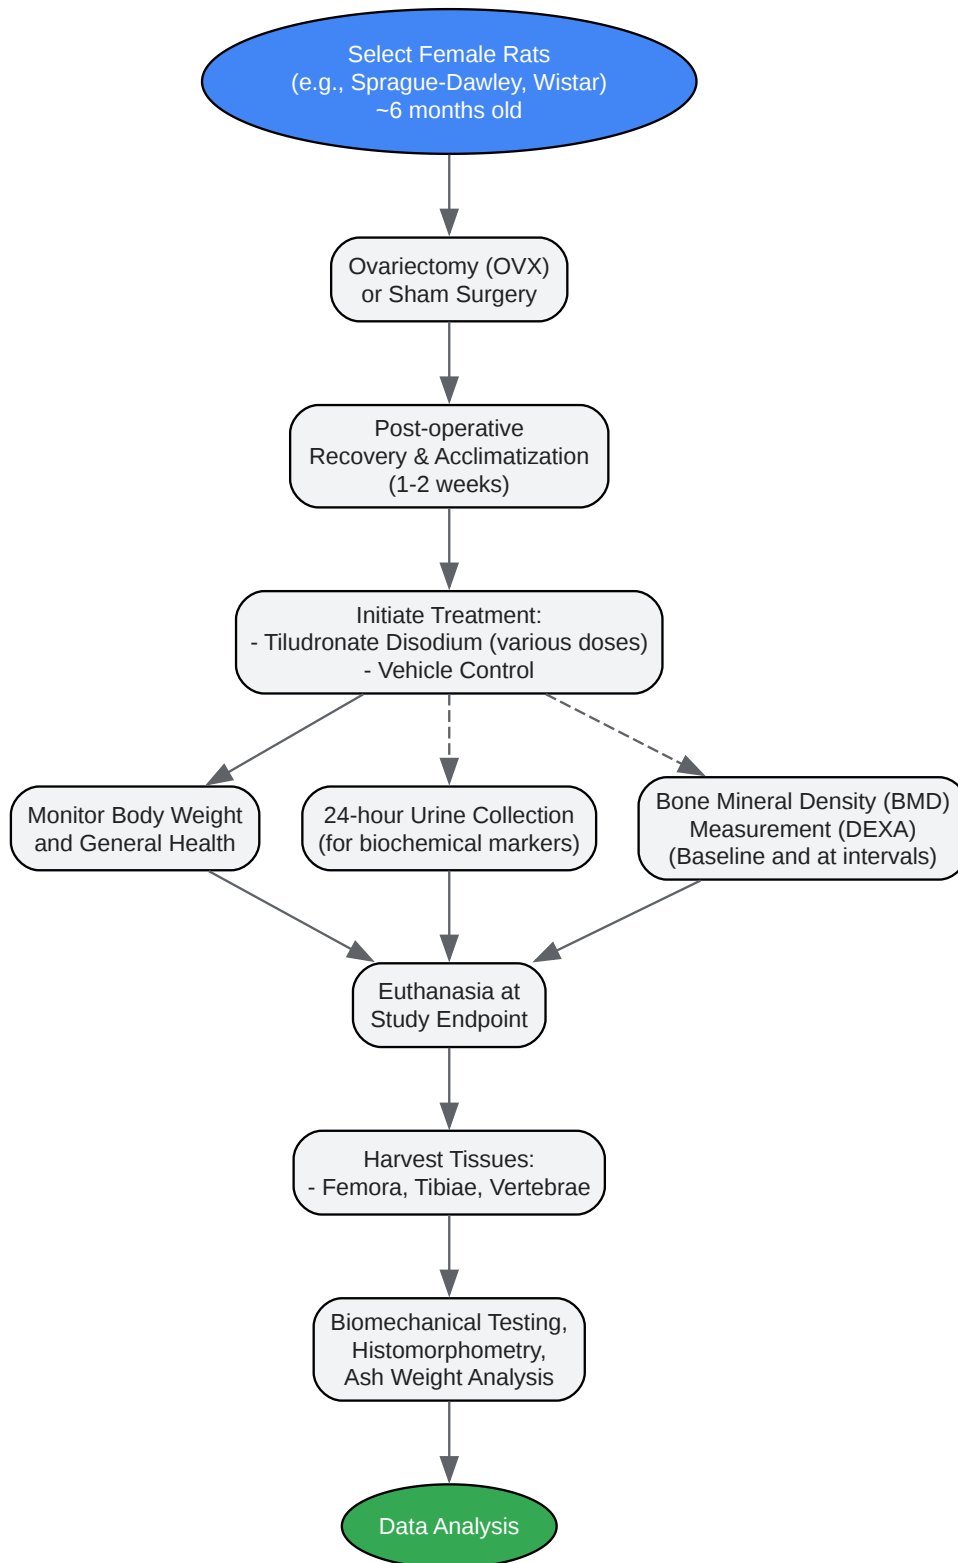 Select Female Rats
(e.g., Sprague-Dawley, Wistar)
~6 months old
Ovariectomy (OVX)
or Sham Surgery
Post-operative
Recovery & Acclimatization
(1-2 weeks)
Initiate Treatment:
- Tiludronate Disodium (various doses)
- Vehicle Control
Monitor Body Weight
and General Health
24-hour Urine Collection
(for biochemical markers)
Bone Mineral Density (BMD)
Measurement (DEXA)
(Baseline and at intervals)
Euthanasia at
Study Endpoint
Harvest Tissues:
- Femora, Tibiae, Vertebrae
Biomechanical Testing,
Histomorphometry,
Ash Weight Analysis
Data Analysis